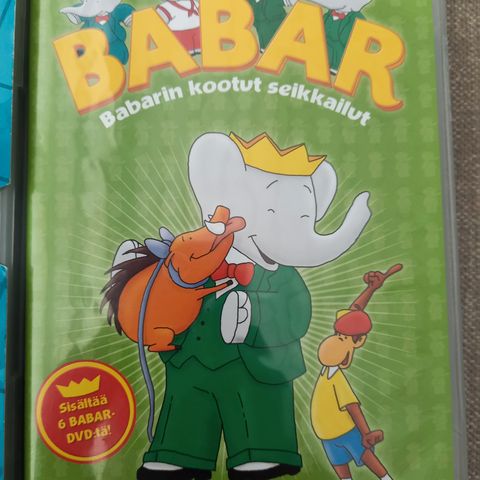 BABAR
Babarin kootut seikkailut
Sisältää
6 BABAR-
DVD:tä!